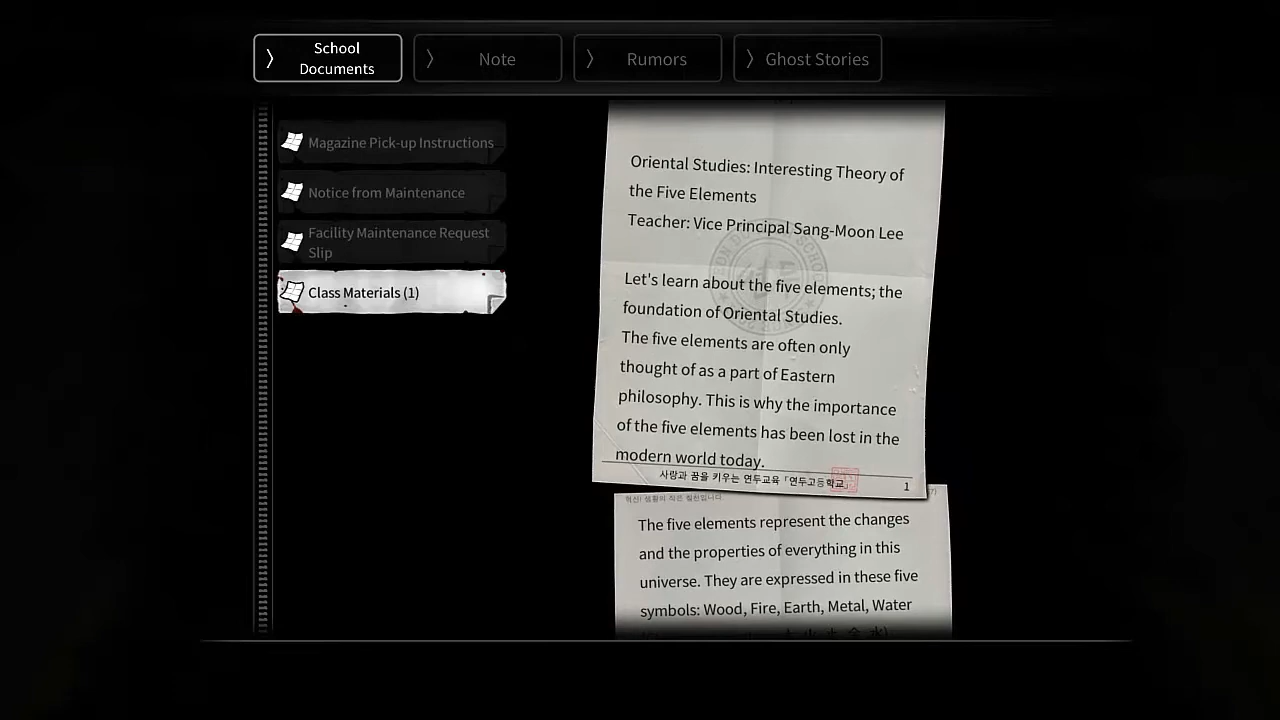 School
Documents
Note
Rumors
Ghost Stories
Magazine Pick-up Instructions
Notice from Maintenance
Facility Maintenance Request
Slip
Class Materials (1)
Oriental Studies: Interesting Theory of
the Five Elements
Teacher: Vice Principal Sang-Moon Lee
Let's learn about the five elements; the
foundation of Oriental Studies.
The five elements are often only
thought of as a part of Eastern
philosophy. This is why the importance
of the five elements has been lost in the
modern world today.
사랑과 꿈을 키우는 연두교육 「연두고등학교」
1
The five elements represent the changes
and the properties of everything in this
universe. They are expressed in these five
symbols: Wood, Fire, Earth, Metal, Water